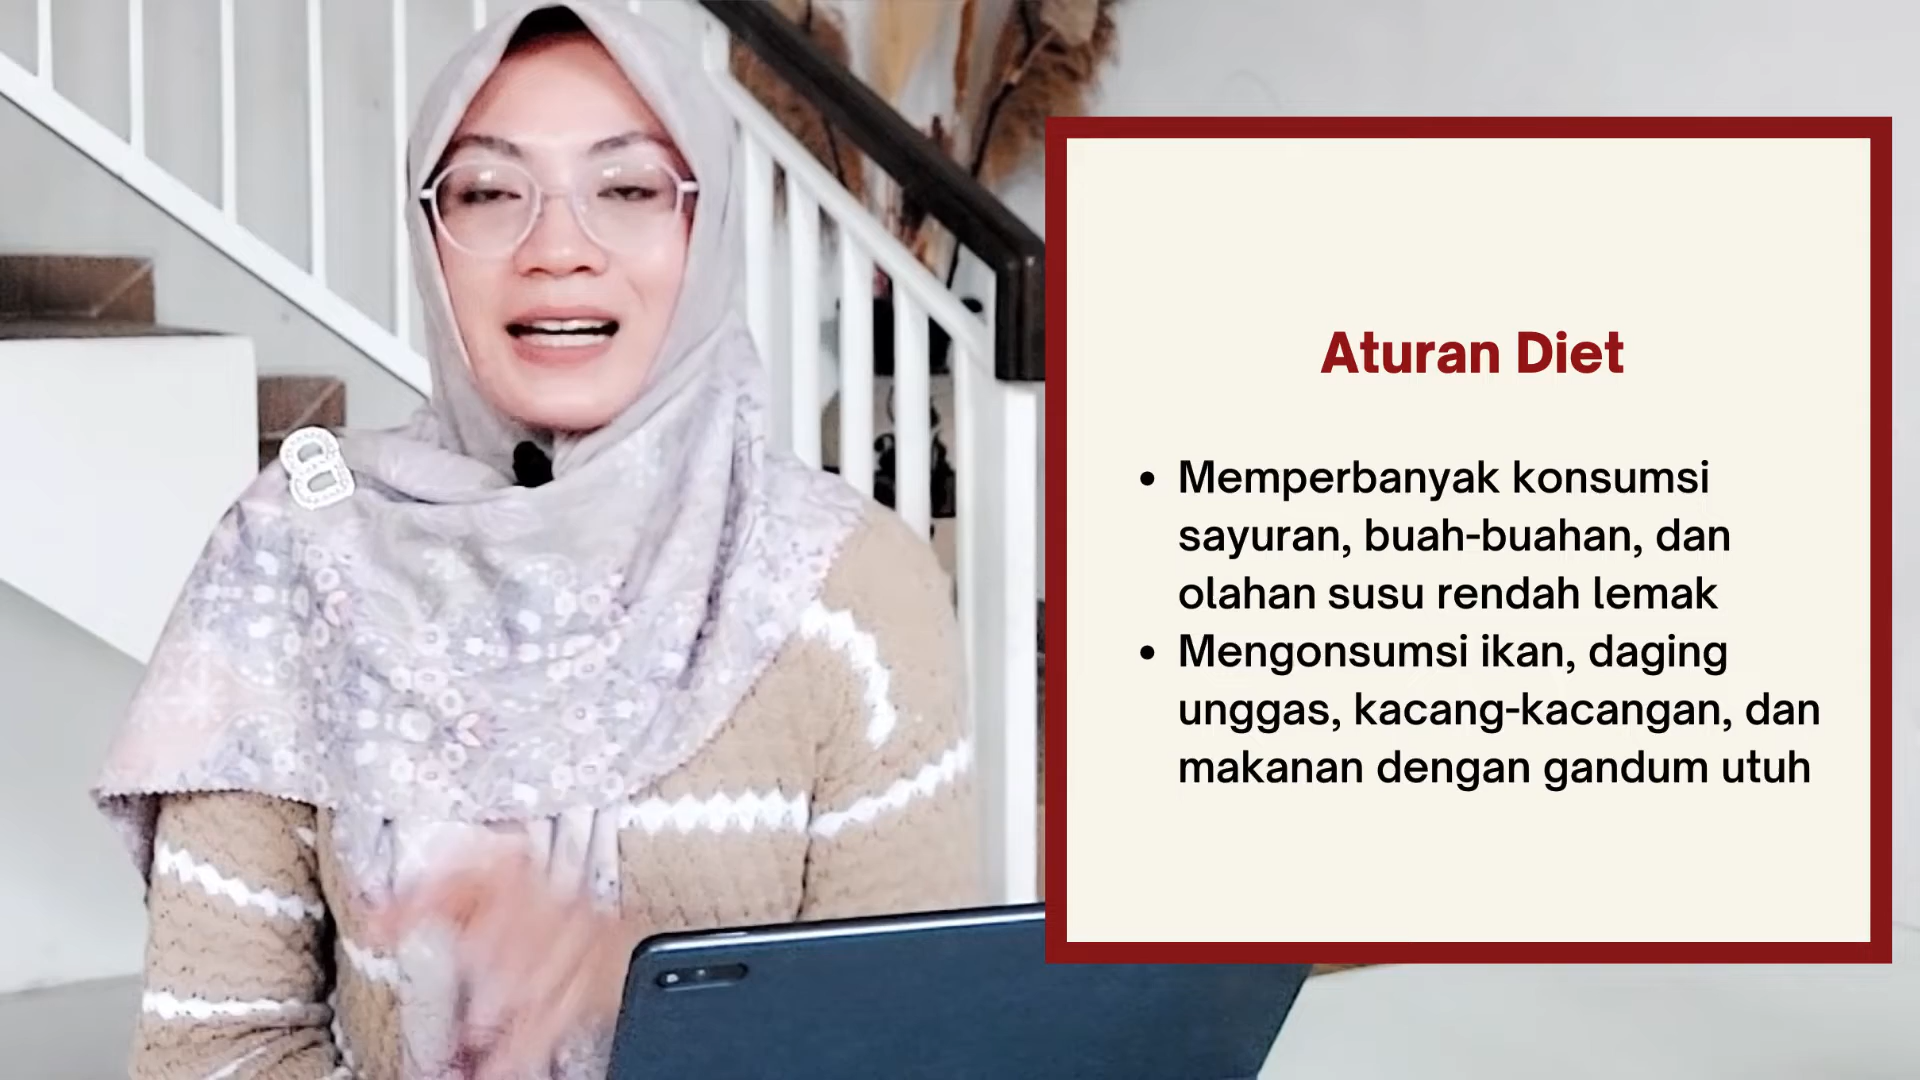 Aturan Diet
• Memperbanyak konsumsi
sayuran, buah-buahan, dan
olahan susu rendah lemak
• Mengonsumsi ikan, daging
unggas, kacang-kacangan, dan
makanan dengan gandum utuh